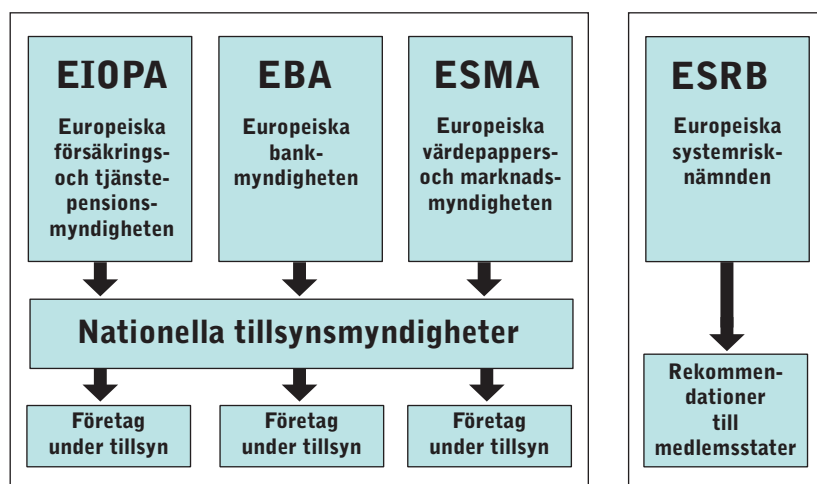 EIOPA
Europeiska
försäkrings-
och tjänste-
pensions-
myndigheten
EBA
Europeiska
bank-
myndigheten
ESMA
Europeiska
värdepappers-
och marknads-
myndigheten
Nationella tillsynsmyndigheter
Företag
under tillsyn
Företag
under tillsyn
Företag
under tillsyn
ESRB
Europeiska
systemrisk-
nämnden
Rekommen-
dationer
till
medlemsstater